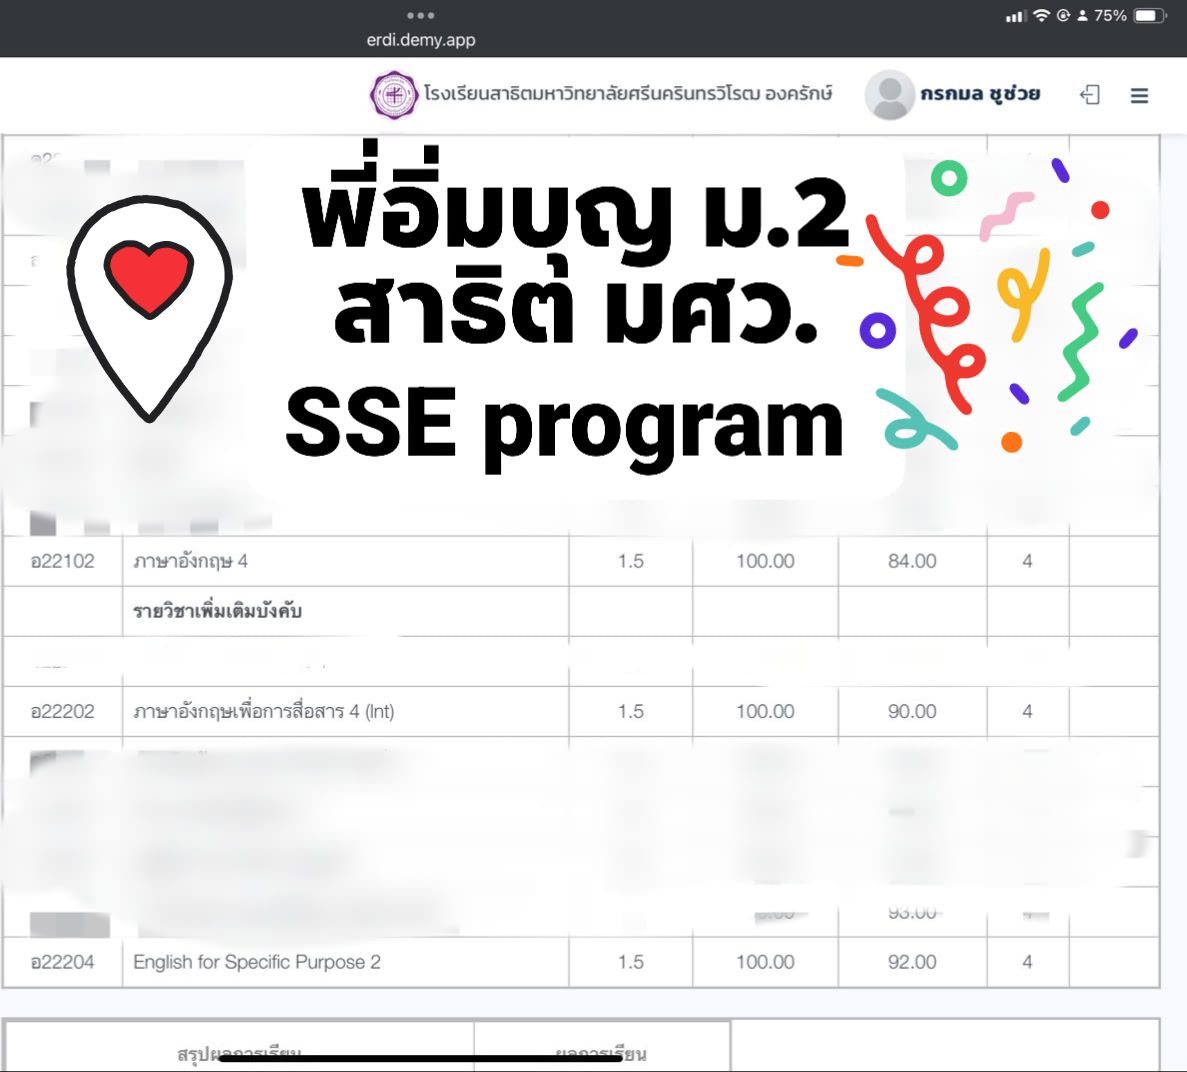 erdi.demy.app
75%
โรงเรียนสาธิตมหาวิทยาลัยศรีนครินทรวิโรฒ องครักษ์
กรกมล ชูช่วย
พี่อิ่มบุญ ม.2
สาธิต มศว.
SSE program
อ22102 ภาษาอังกฤษ 4 1.5 100.00 84.00 4
รายวิชาเพิ่มเติมบังคับ
อ22202 ภาษาอังกฤษเพื่อการสื่อสาร 4 (Int) 1.5 100.00 90.00 4
93.00
อ22204 English for Specific Purpose 2 1.5 100.00 92.00 4
สรุปผลการเรียน ผลการเรียน